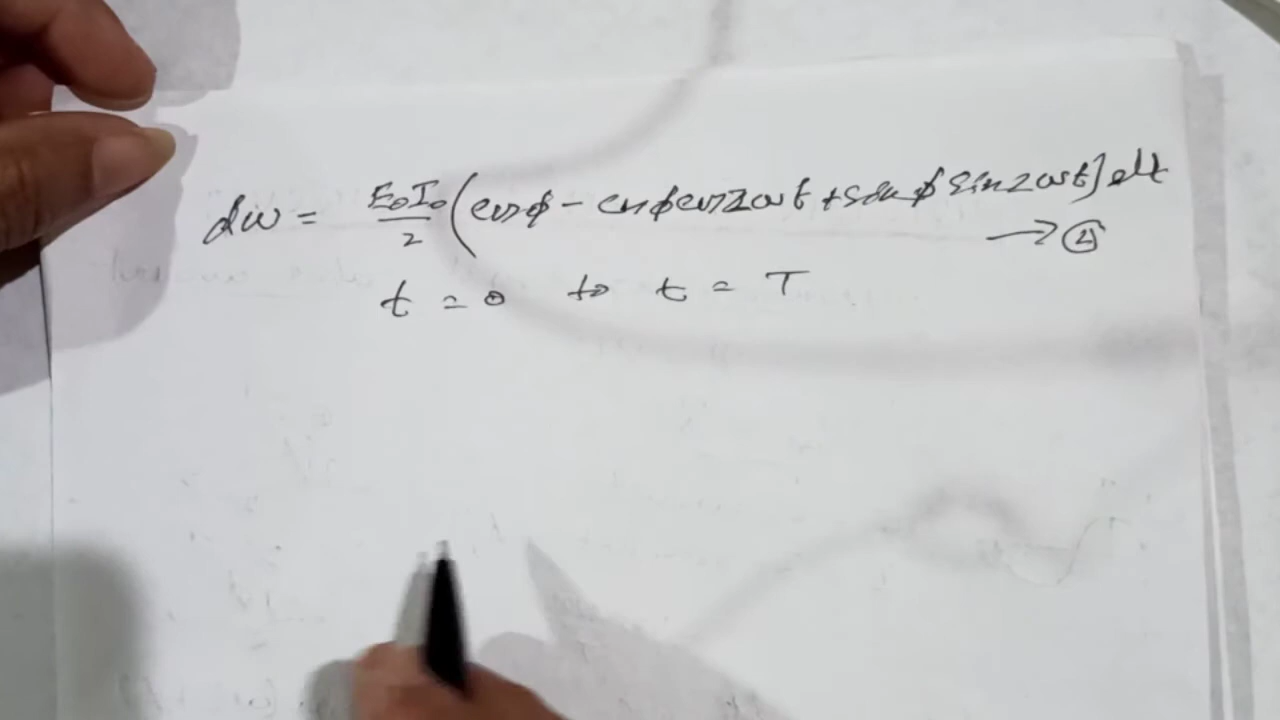 dw = E₀I₀/2 (cosφ - cosφcos2ωt + sinφ sin2ωt] dt
→ ④
t = 0 to t = T